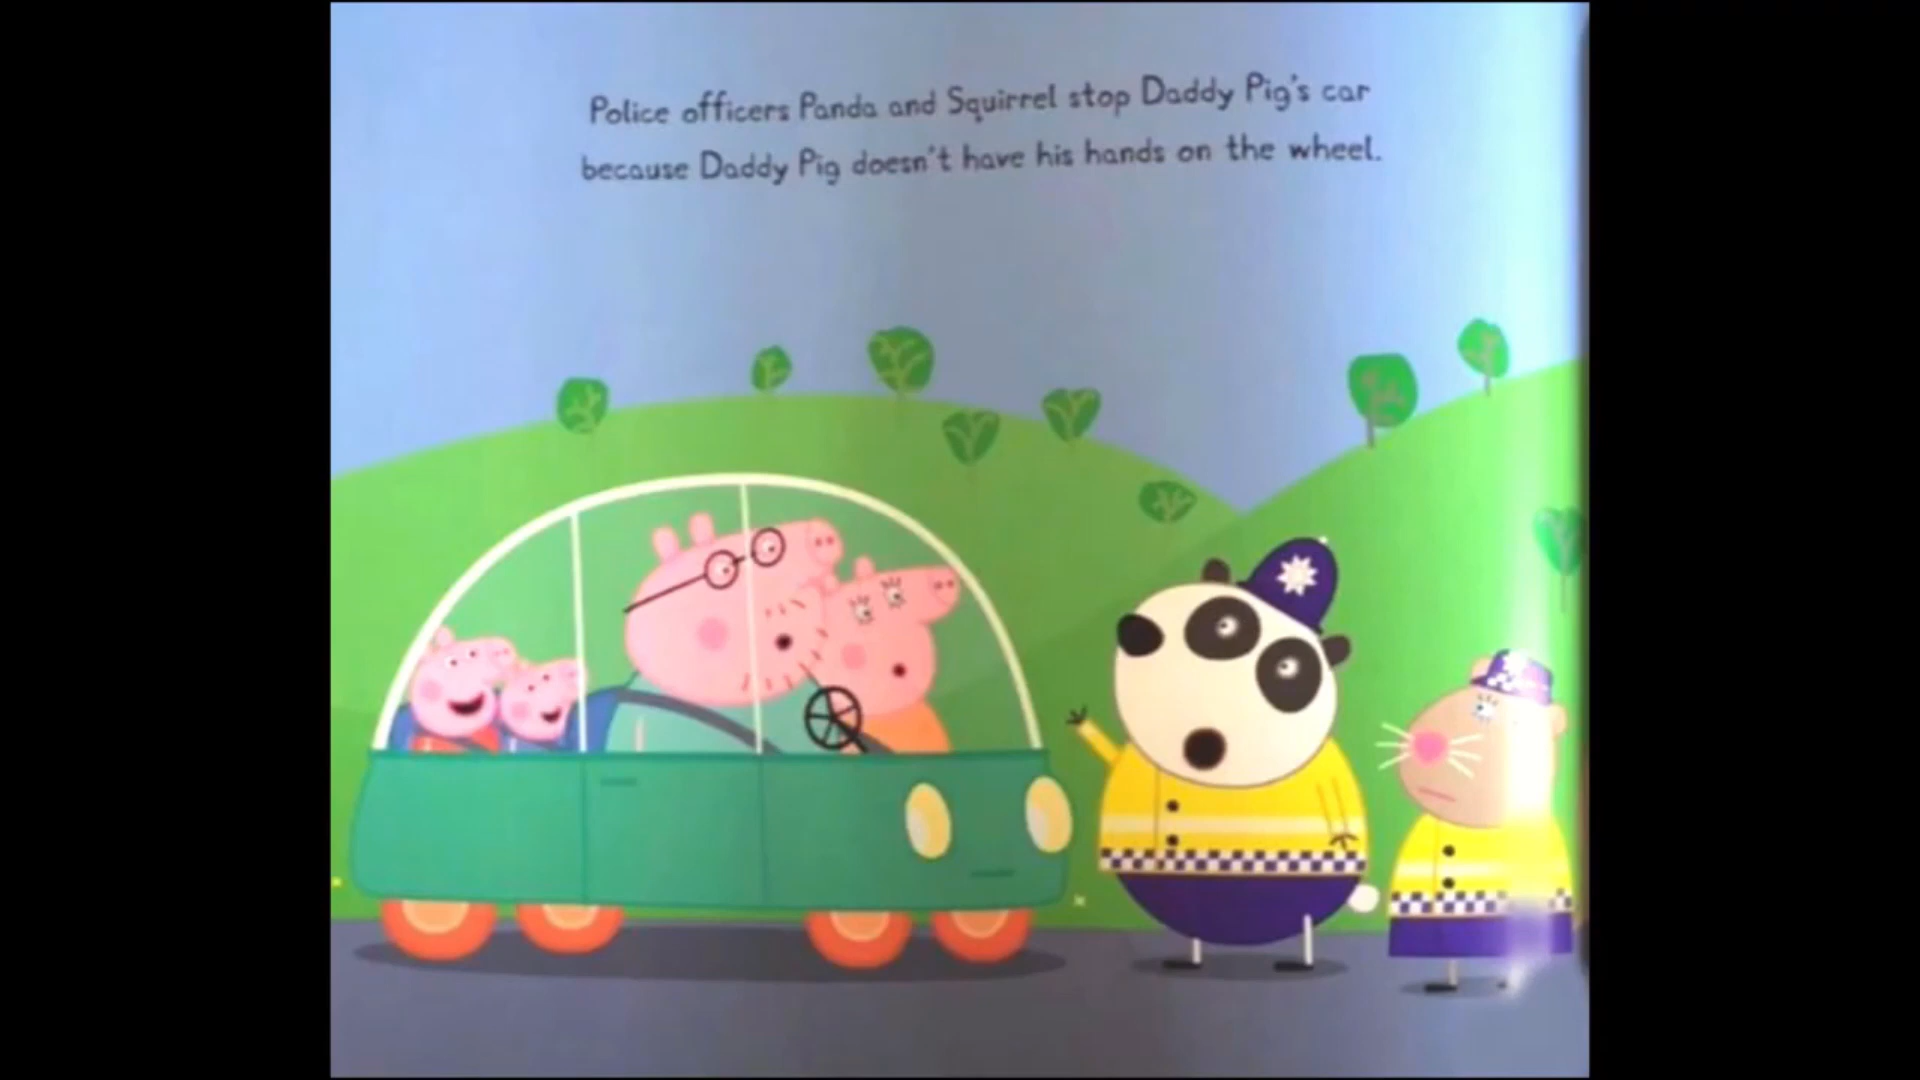 Police officers Panda and Squirrel stop Daddy Pig's car
because Daddy Pig doesn't have his hands on the wheel.